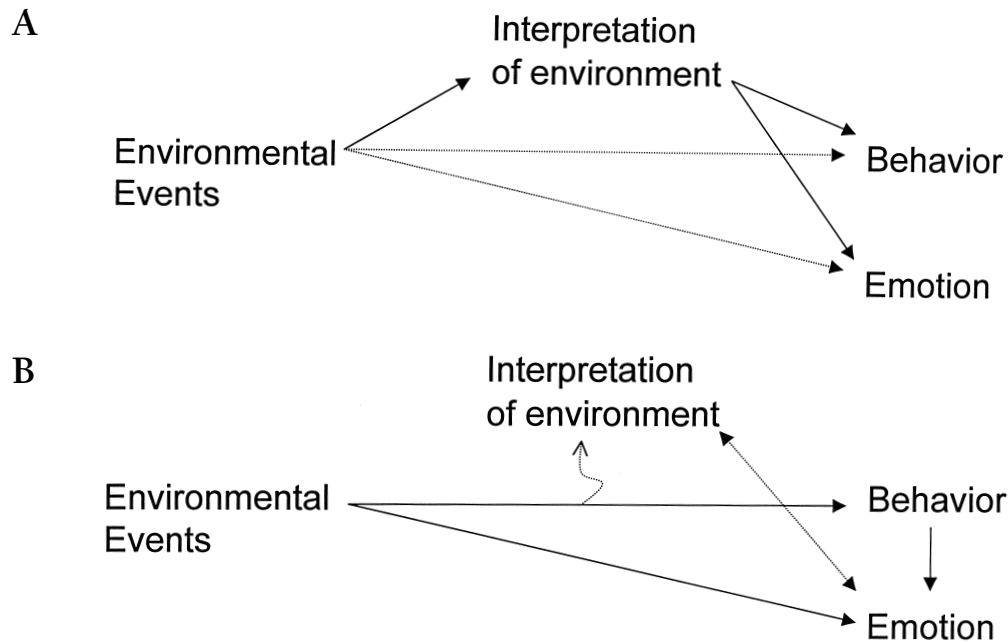 A
Interpretation
of environment
Environmental
Events
Behavior
Emotion
B
Interpretation
of environment
Environmental
Events
Behavior
Emotion